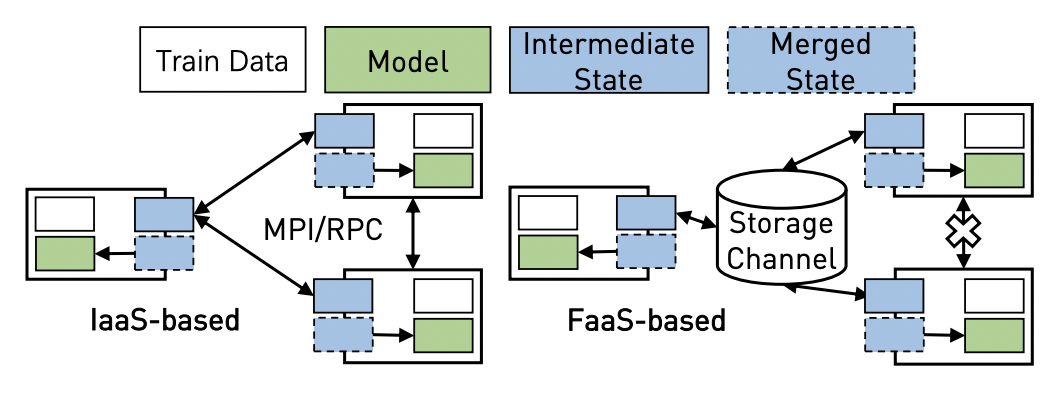 Train Data
Model
Intermediate
State
Merged
State
MPI/RPC
IaaS-based
Storage
Channel
FaaS-based